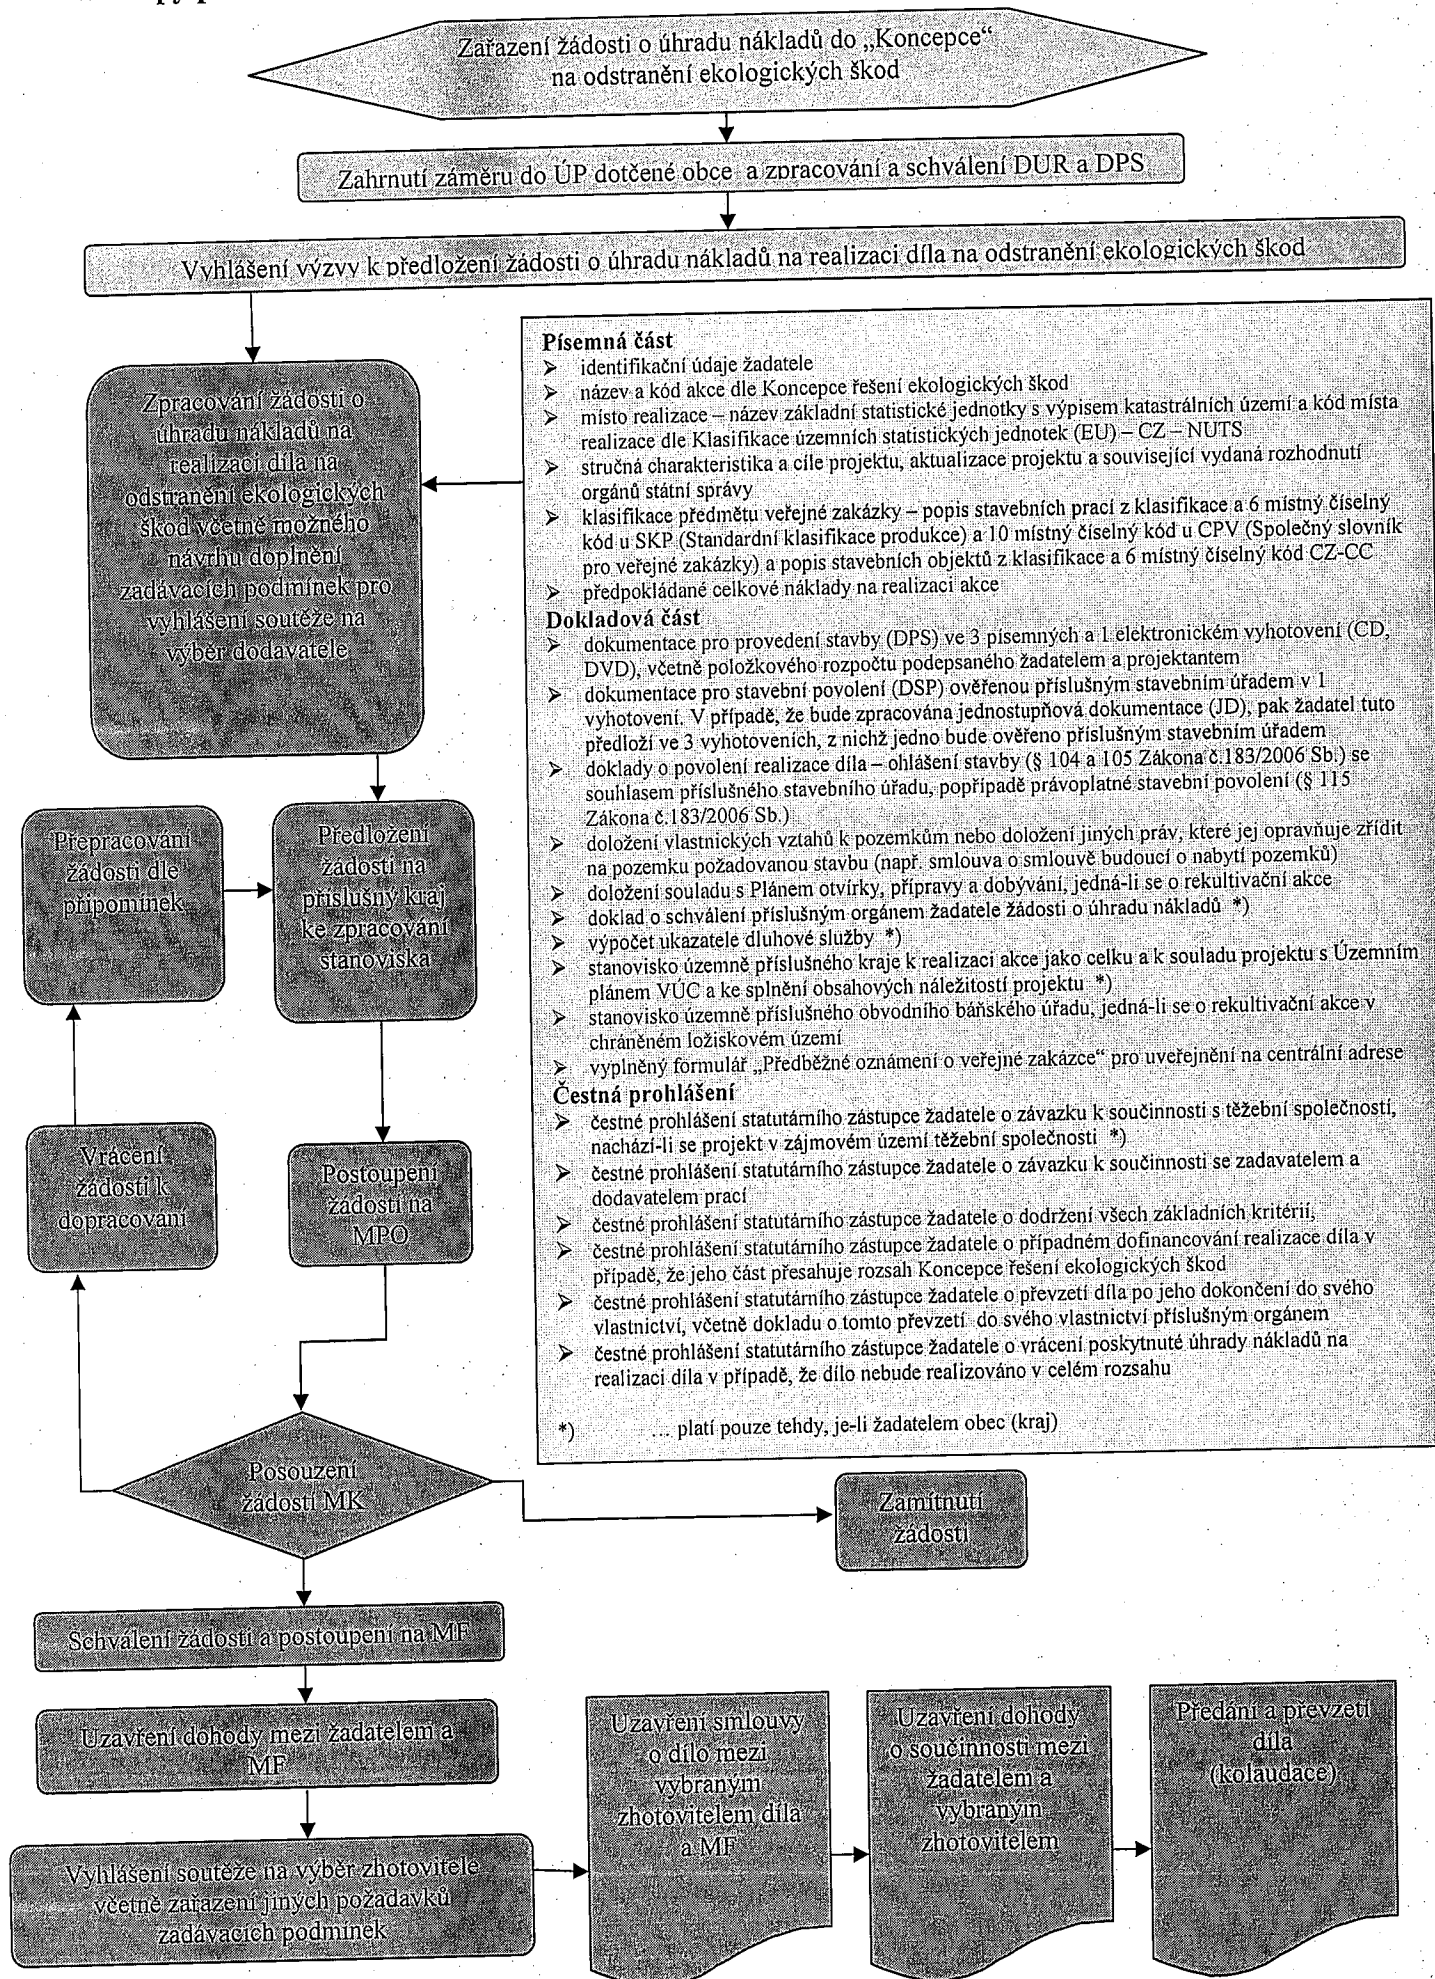 Zařazení žádosti o úhradu nákladů do „Koncepce“
na odstranění ekologických škod
Zahrnutí záměru do ÚP dotčené obce a zpracování a schválení DUR a DPS
Vyhlášení výzvy k předložení žádosti o úhradu nákladů na realizaci díla na odstranění ekologických škod
Zpracování žádosti o
úhradu nákladů na
realizaci díla na
odstranění ekologických
škod včetně možného
návrhu doplnění
zadávacích podmínek pro
vyhlášení soutěže na
výběr dodavatele
Písemná část
➢ identifikační údaje žadatele
➢ název a kód akce dle Koncepce řešení ekologických škod
➢ místo realizace – název základní statistické jednotky s výpisem katastrálních území a kód místa
realizace dle Klasifikace územních statistických jednotek (EU) – CZ – NUTS
➢ stručná charakteristika a cíle projektu, aktualizace projektu a související vydaná rozhodnutí
orgánů státní správy
➢ klasifikace předmětu veřejné zakázky – popis stavebních prací z klasifikace a 6 místný číselný
kód u SKP (Standardní klasifikace produkce) a 10 místný číselný kód u CPV (Společný slovník
pro veřejné zakázky) a popis stavebních objektů z klasifikace a 6 místný číselný kód CZ-CC
➢ předpokládané celkové náklady na realizaci akce
Dokladová část
➢ dokumentace pro provedení stavby (DPS) ve 3 písemných a 1 elektronickém vyhotovení (CD,
DVD), včetně položkového rozpočtu podepsaného žadatelem a projektantem
➢ dokumentace pro stavební povolení (DSP) ověřenou příslušným stavebním úřadem v 1
vyhotovení. V případě, že bude zpracována jednostupňová dokumentace (JD), pak žadatel tuto
předloží ve 3 vyhotoveních, z nichž jedno bude ověřeno příslušným stavebním úřadem
➢ doklady o povolení realizace díla – ohlášení stavby (§ 104 a 105 Zákona č.183/2006 Sb.) se
souhlasem příslušného stavebního úřadu, popřípadě právoplatné stavební povolení (§ 115
Zákona č.183/2006 Sb.)
➢ doložení vlastnických vztahů k pozemkům nebo doložení jiných práv, které jej opravňuje zřídit
na pozemku požadovanou stavbu (např. smlouva o smlouvě budoucí o nabytí pozemků)
➢ doložení souladu s Plánem otvírky, přípravy a dobývání, jedná-li se o rekultivační akce
➢ doklad o schválení příslušným orgánem žadatele žádosti o úhradu nákladů *)
➢ výpočet ukazatele dluhové služby *)
➢ stanovisko územně příslušného kraje k realizaci akce jako celku a k souladu projektu s Územním
plánem VÚC a ke splnění obsahových náležitostí projektu *)
➢ stanovisko územně příslušného obvodního báňského úřadu, jedná-li se o rekultivační akce v
chráněném ložiskovém území
➢ vyplněný formulář „Předběžné oznámení o veřejné zakázce“ pro uveřejnění na centrální adrese
Čestná prohlášení
➢ čestné prohlášení statutárního zástupce žadatele o závazku k součinnosti s těžební společností,
nachází-li se projekt v zájmovém území těžební společnosti *)
➢ čestné prohlášení statutárního zástupce žadatele o závazku k součinnosti se zadavatelem a
dodavatelem prací
➢ čestné prohlášení statutárního zástupce žadatele o dodržení všech základních kritérií,
➢ čestné prohlášení statutárního zástupce žadatele o případném dofinancování realizace díla v
případě, že jeho část přesahuje rozsah Koncepce řešení ekologických škod
➢ čestné prohlášení statutárního zástupce žadatele o převzetí díla po jeho dokončení do svého
vlastnictví, včetně dokladu o tomto převzetí do svého vlastnictví příslušným orgánem
➢ čestné prohlášení statutárního zástupce žadatele o vrácení poskytnuté úhrady nákladů na
realizaci díla v případě, že dílo nebude realizováno v celém rozsahu
*) … platí pouze tehdy, je-li žadatelem obec (kraj)
Přepracování
žádosti dle
připomínek
Předložení
žádosti na
příslušný kraj
ke zpracování
stanoviska
Vrácení
žádosti k
dopracovaní
Postoupení
žadosti na
MPO
Posouzení
žádostí MK
Zamítnutí
žádosti
Schválení žádosti a postoupení na MF
Uzavření dohody mezi žadatelem a
MF
Vyhlášení soutěže na výběr zhotovitele
včetně zařazení jiných požadavků
zadávacích podmínek
Uzavření smlouvy
o dílo mezi
vybraným
zhotovitelem díla
a MF
Uzavření dohody
o součinnosti mezi
žadatelem a
vybraným
zhotovitelem
Předání a převzetí
díla
(kolaudace)